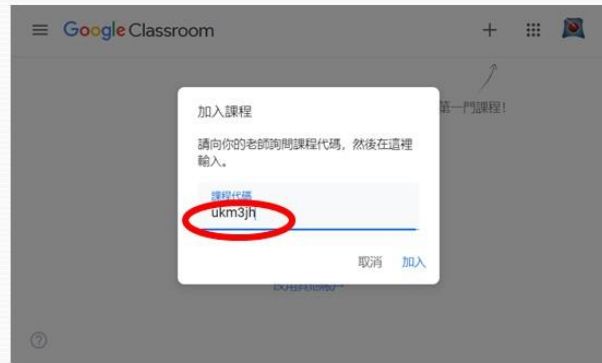 Google Classroom
第一門課程!
加入課程
請向你的老師詢問課程代碼，然後在這裡
輸入。
課程代碼
ukm3jh
取消 加入